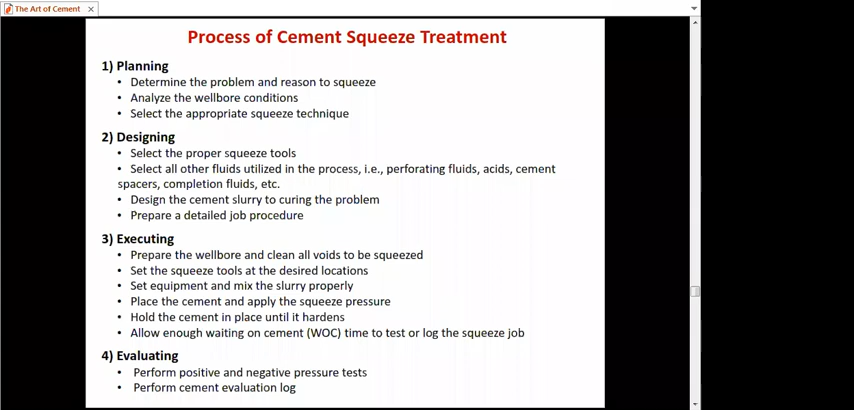 The Art of Cement
Process of Cement Squeeze Treatment
1) Planning
• Determine the problem and reason to squeeze
• Analyze the wellbore conditions
• Select the appropriate squeeze technique
2) Designing
• Select the proper squeeze tools
• Select all other fluids utilized in the process, i.e., perforating fluids, acids, cement
spacers, completion fluids, etc.
• Design the cement slurry to curing the problem
• Prepare a detailed job procedure
3) Executing
• Prepare the wellbore and clean all voids to be squeezed
• Set the squeeze tools at the desired locations
• Set equipment and mix the slurry properly
• Place the cement and apply the squeeze pressure
• Hold the cement in place until it hardens
• Allow enough waiting on cement (WOC) time to test or log the squeeze job
4) Evaluating
• Perform positive and negative pressure tests
• Perform cement evaluation log